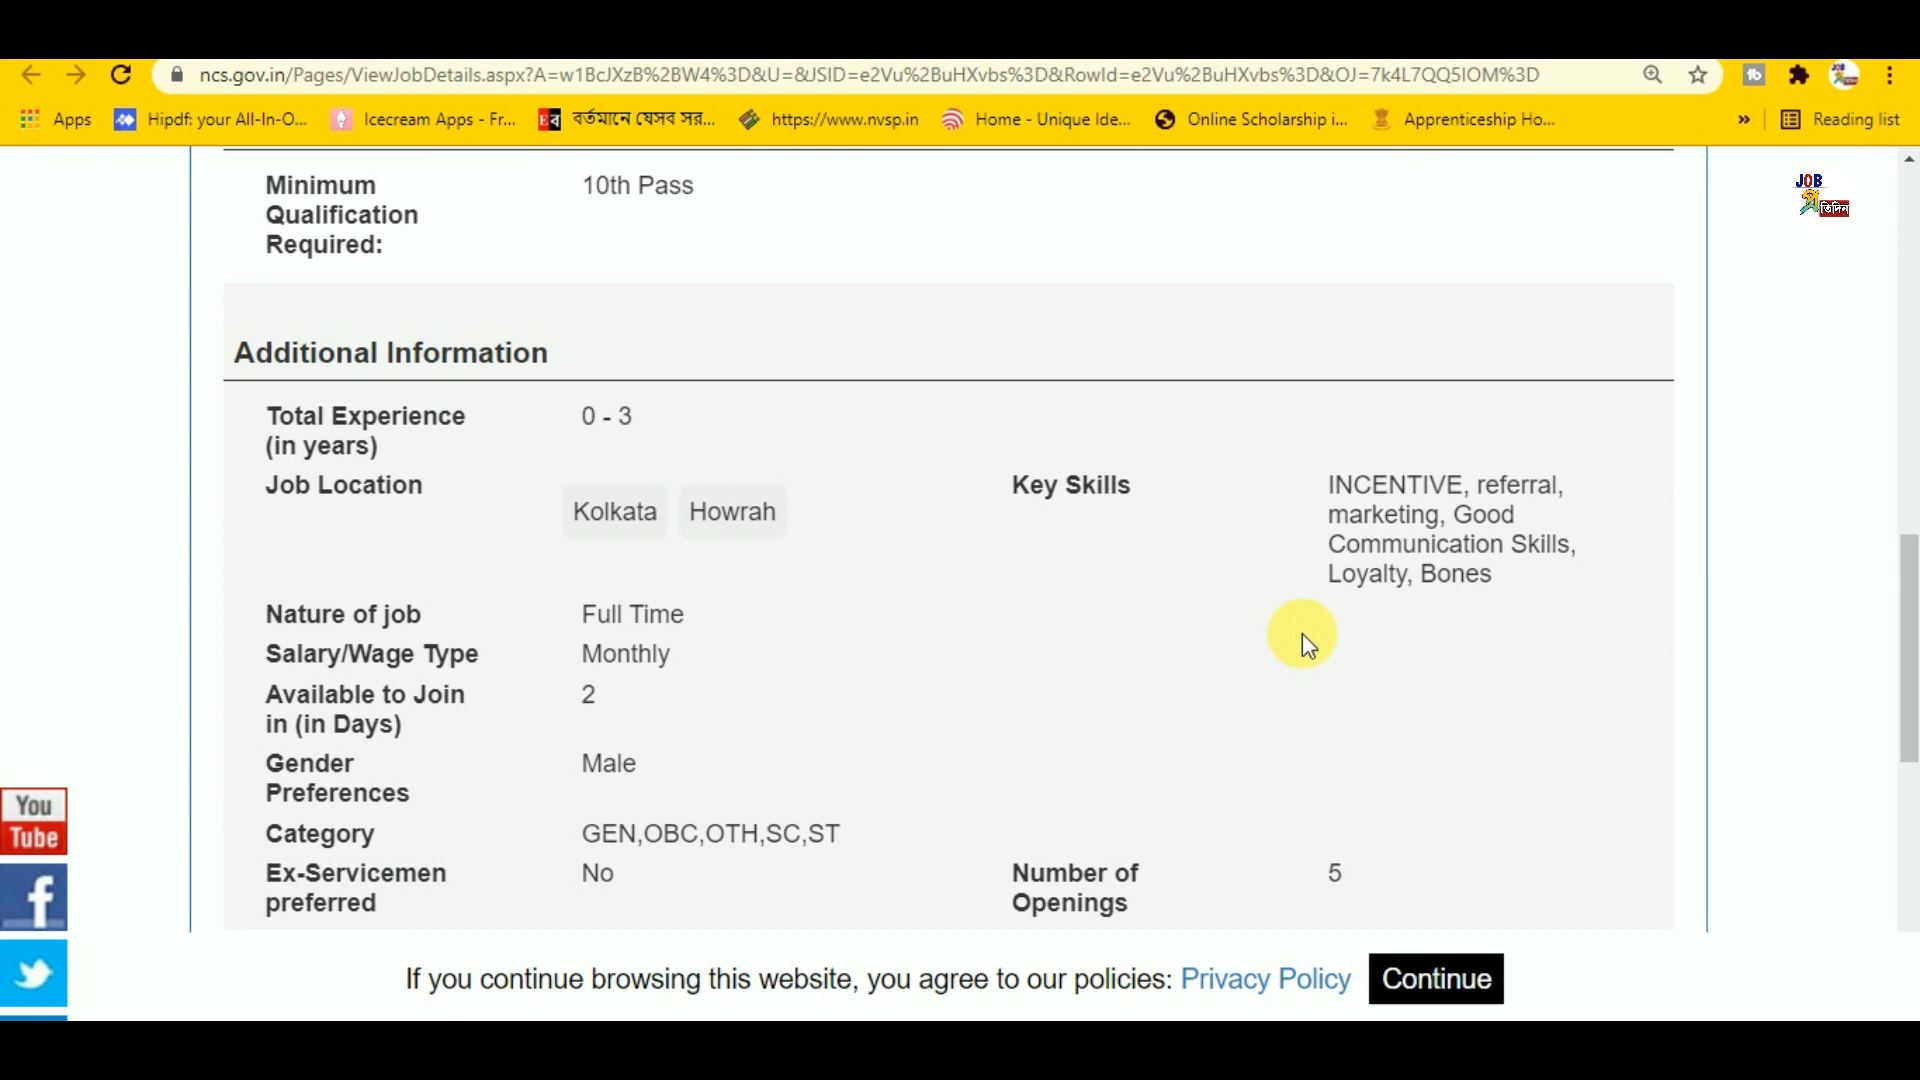 ncs.gov.in/Pages/ViewJobDetails.aspx?A=w1BcJXzB%2BW4%3D&U=&JSID=e2Vu%2BuHXvbs%3D&RowId=e2Vu%2BuHXvbs%3D&OJ=7k4L7QQ5IOM%3D
Apps Hipdf: your All-In-O... Icecream Apps - Fr... বর্তমানে যেসব সর... https://www.nvsp.in Home - Unique Ide... Online Scholarship i... Apprenticeship Ho... » Reading list
JOB
প্রতিদিন
Minimum 10th Pass
Qualification
Required:
Additional Information
Total Experience 0 - 3
(in years)
Job Location Kolkata Howrah
Key Skills INCENTIVE, referral,
marketing, Good
Communication Skills,
Loyalty, Bones
Nature of job Full Time
Salary/Wage Type Monthly
Available to Join 2
in (in Days)
Gender Male
Preferences
Category GEN,OBC,OTH,SC,ST
Ex-Servicemen No
preferred
Number of 5
Openings
You
Tube
If you continue browsing this website, you agree to our policies: Privacy Policy Continue